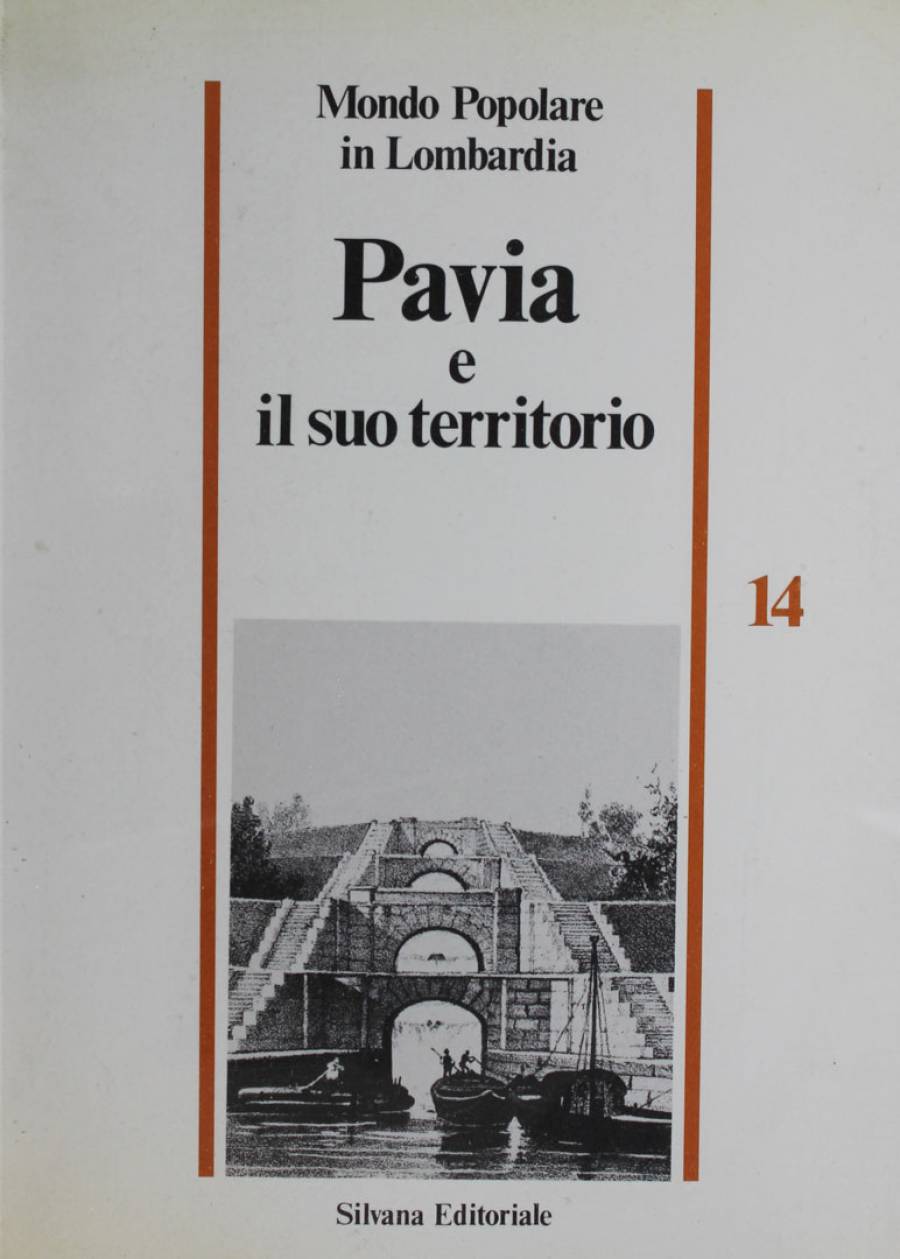 Mondo Popolare
in Lombardia
Pavia
e
il suo territorio
14
Silvana Editoriale